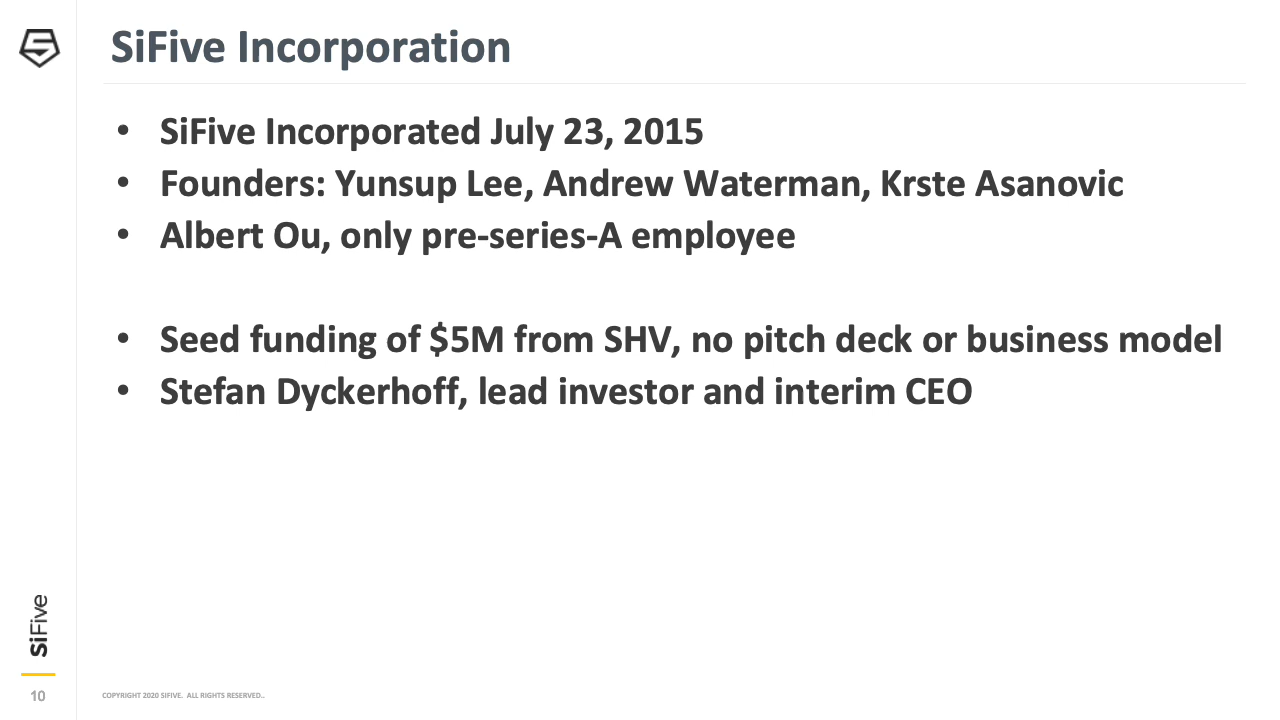 SiFive Incorporation
• SiFive Incorporated July 23, 2015
• Founders: Yunsup Lee, Andrew Waterman, Krste Asanovic
• Albert Ou, only pre-series-A employee
• Seed funding of $5M from SHV, no pitch deck or business model
• Stefan Dyckerhoff, lead investor and interim CEO
SiFive
10
COPYRIGHT 2020 SIFIVE. ALL RIGHTS RESERVED..